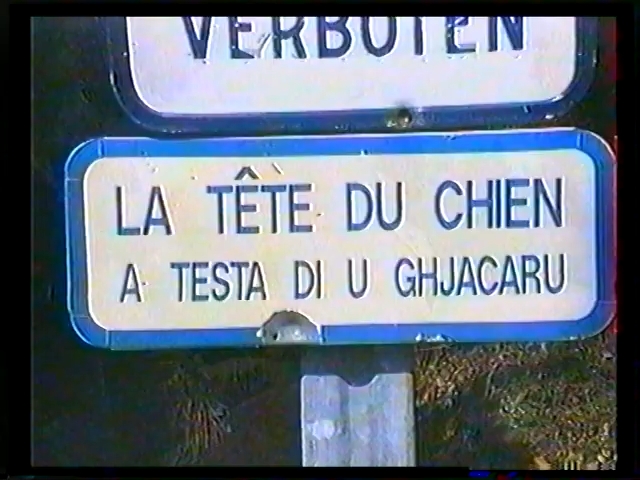 VERBOTEN
LA TÊTE DU CHIEN
A TESTA DI U GHJACARU